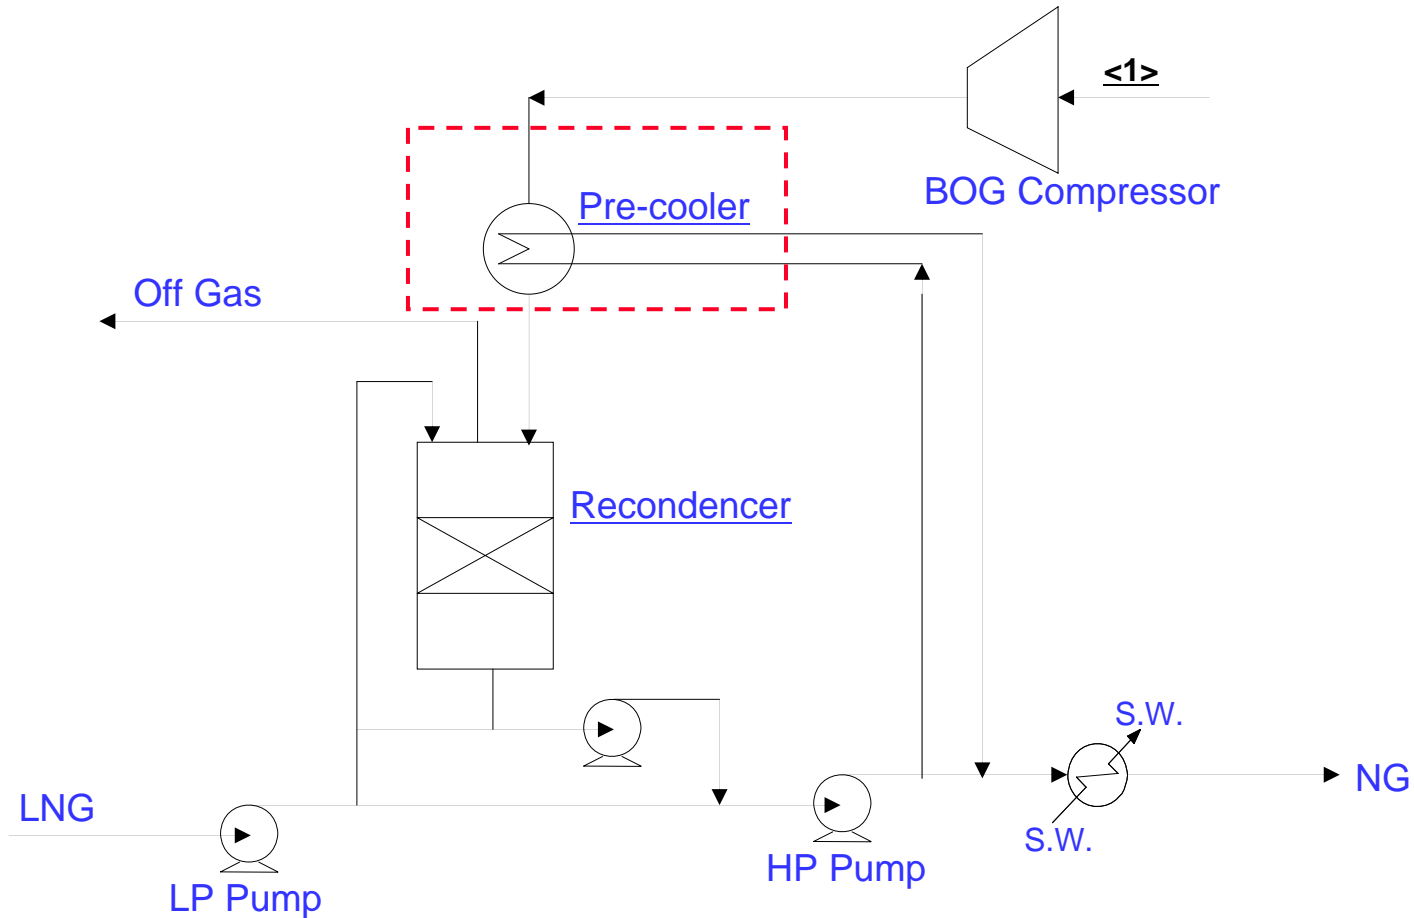 <1>
BOG Compressor
Pre-cooler
Off Gas
Recondencer
S.W.
NG
LNG
S.W.
HP Pump
LP Pump